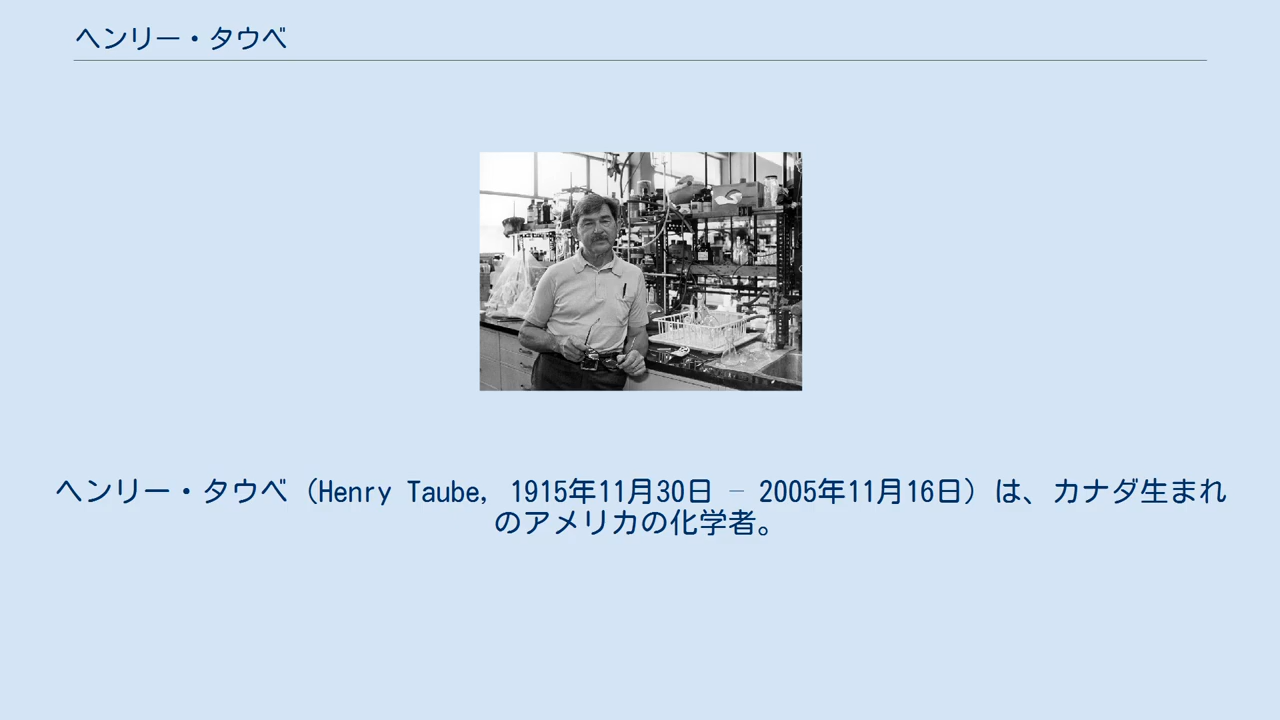 ヘンリー・タウベ
ヘンリー・タウベ（Henry Taube, 1915年11月30日 – 2005年11月16日）は、カナダ生まれ
のアメリカの化学者。